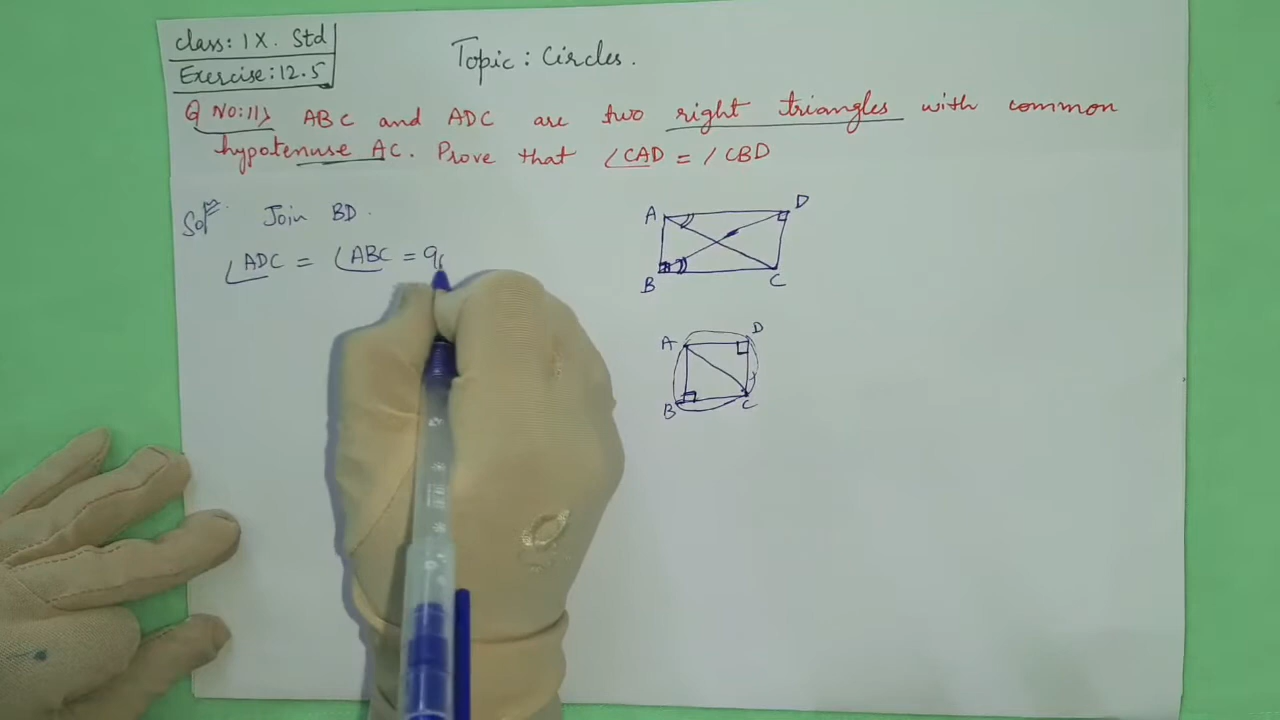 class: IX. Std
Exercise: 12.5
Topic: Circles.
Q NO: 11) ABC and ADC are two right triangles with common
hypotenuse AC. Prove that ∠CAD = ∠CBD
Sol: Join BD.
∠ADC = ∠ABC = 90
A D
B C
A D
B C